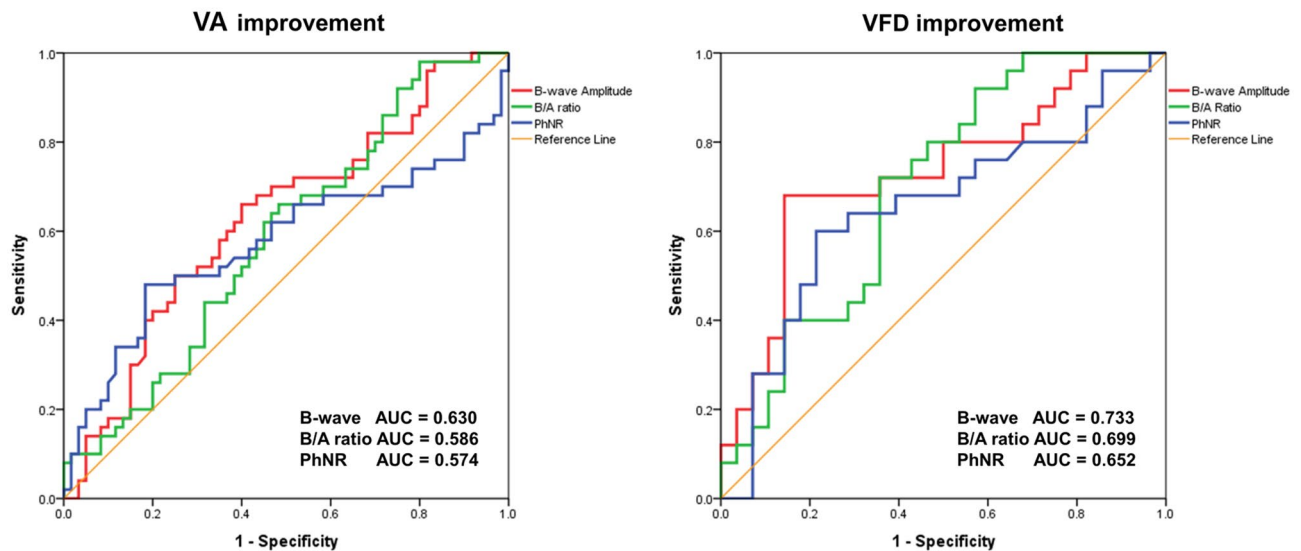 VA improvement
1.0
0.8
0.6
0.4
0.2
0.0
Sensitivity
0.0
0.2
0.4
0.6
0.8
1.0
1 - Specificity
B-wave Amplitude
B/A ratio
PhNR
Reference Line
B-wave AUC = 0.630
B/A ratio AUC = 0.586
PhNR AUC = 0.574
VFD improvement
1.0
0.8
0.6
0.4
0.2
0.0
Sensitivity
0.0
0.2
0.4
0.6
0.8
1.0
1 - Specificity
B-wave Amplitude
B/A Ratio
PhNR
Reference Line
B-wave AUC = 0.733
B/A ratio AUC = 0.699
PhNR AUC = 0.652